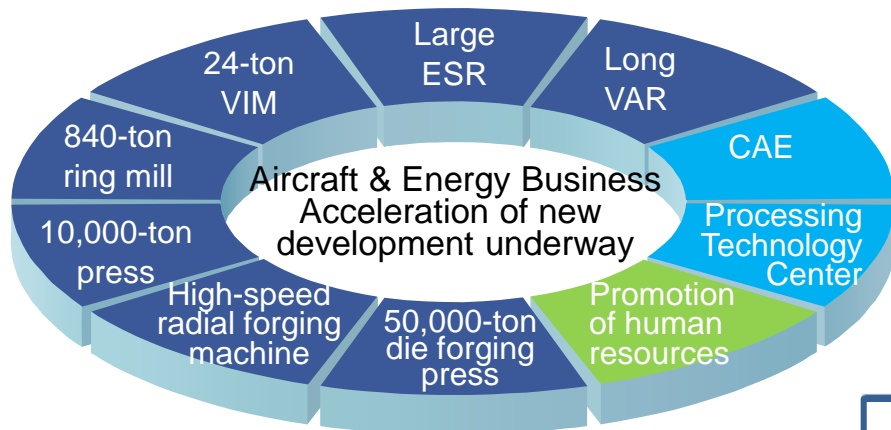 Large
ESR
Long
VAR
CAE
Processing
Technology
Center
Promotion
of human
resources
50,000-ton
die forging
press
High-speed
radial forging
machine
10,000-ton
press
840-ton
ring mill
24-ton
VIM
Aircraft & Energy Business
Acceleration of new
development underway